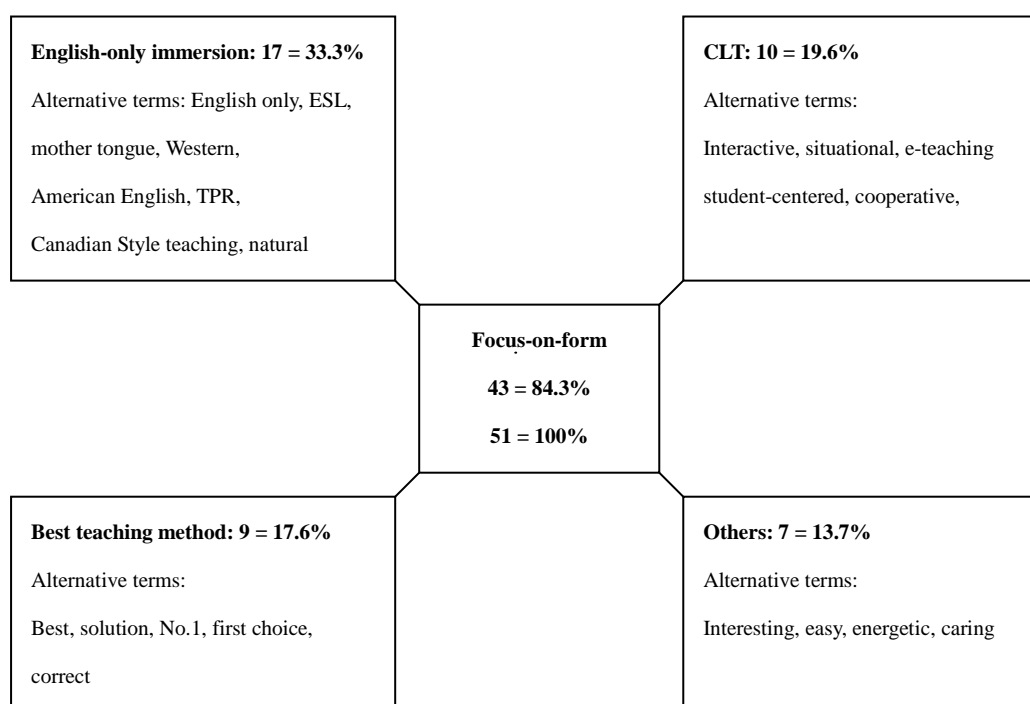 English-only immersion: 17 = 33.3%
Alternative terms: English only, ESL,
mother tongue, Western,
American English, TPR,
Canadian Style teaching, natural
CLT: 10 = 19.6%
Alternative terms:
Interactive, situational, e-teaching
student-centered, cooperative,
Focus-on-form
43 = 84.3%
51 = 100%
Best teaching method: 9 = 17.6%
Alternative terms:
Best, solution, No.1, first choice,
correct
Others: 7 = 13.7%
Alternative terms:
Interesting, easy, energetic, caring